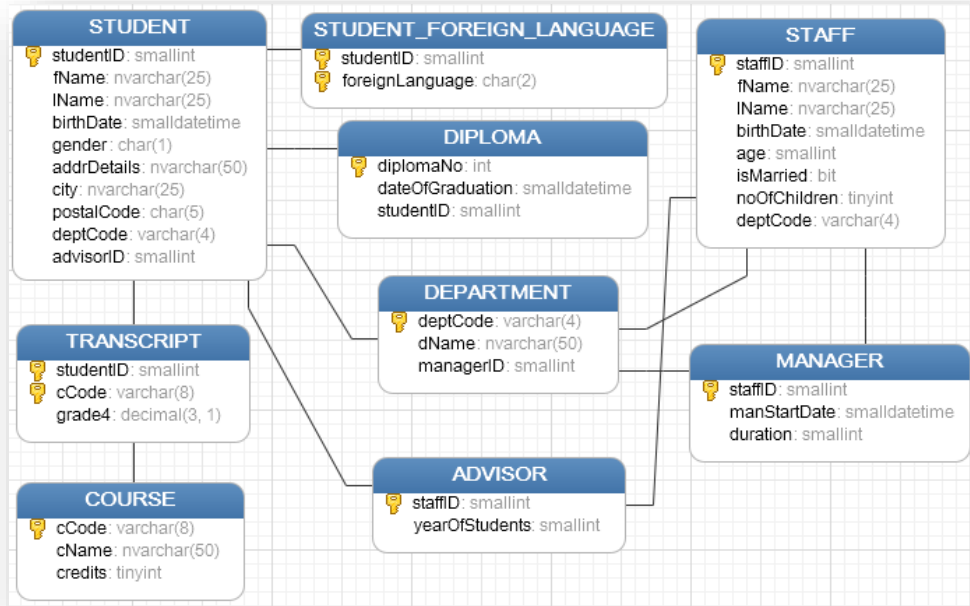 STUDENT
studentID: smallint
fName: nvarchar(25)
lName: nvarchar(25)
birthDate: smalldatetime
gender: char(1)
addrDetails: nvarchar(50)
city: nvarchar(25)
postalCode: char(5)
deptCode: varchar(4)
advisorID: smallint
STUDENT_FOREIGN_LANGUAGE
studentID: smallint
foreignLanguage: char(2)
STAFF
staffID: smallint
fName: nvarchar(25)
lName: nvarchar(25)
birthDate: smalldatetime
age: smallint
isMarried: bit
noOfChildren: tinyint
deptCode: varchar(4)
DIPLOMA
diplomaNo: int
dateOfGraduation: smalldatetime
studentID: smallint
DEPARTMENT
deptCode: varchar(4)
dName: nvarchar(50)
managerID: smallint
TRANSCRIPT
studentID: smallint
cCode: varchar(8)
grade4: decimal(3, 1)
MANAGER
staffID: smallint
manStartDate: smalldatetime
duration: smallint
ADVISOR
staffID: smallint
yearOfStudents: smallint
COURSE
cCode: varchar(8)
cName: nvarchar(50)
credits: tinyint